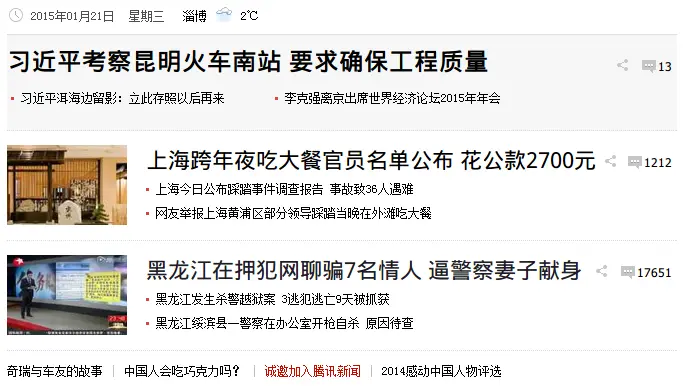 2015年01月21日 星期三 淄博 2℃
习近平考察昆明火车南站 要求确保工程质量 13
习近平洱海边留影：立此存照以后再来 李克强离京出席世界经济论坛2015年年会
上海跨年夜吃大餐官员名单公布 花公款2700元 1212
上海今日公布踩踏事件调查报告 事故致36人遇难
网友举报上海黄浦区部分领导踩踏当晚在外滩吃大餐
黑龙江在押犯网聊骗7名情人 逼警察妻子献身 17651
黑龙江发生杀警越狱案 3逃犯逃亡9天被抓获
黑龙江绥滨县一警察在办公室开枪自杀 原因待查
奇瑞与车友的故事 中国人会吃巧克力吗？ 诚邀加入腾讯新闻 2014感动中国人物评选